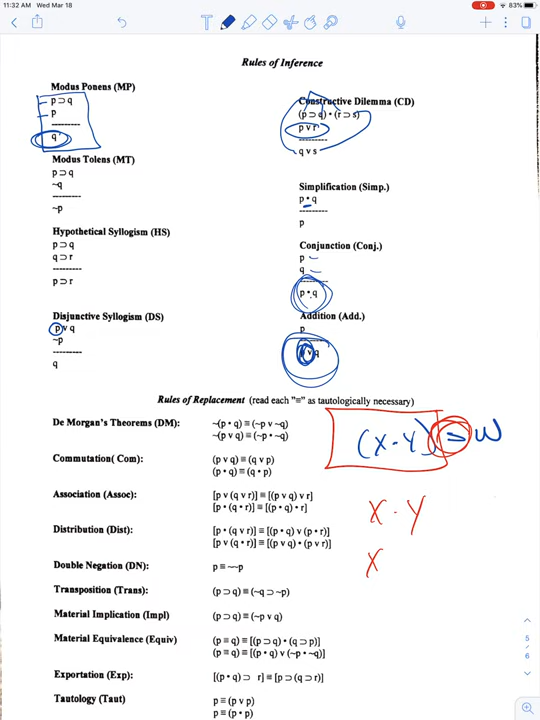 11:32 AM Wed Mar 18
83%
Rules of Inference
Modus Ponens (MP)
p ⊃ q
p
---------
q
Modus Tolens (MT)
p ⊃ q
~q
---------
~p
Hypothetical Syllogism (HS)
p ⊃ q
q ⊃ r
---------
p ⊃ r
Disjunctive Syllogism (DS)
p v q
~p
---------
q
Constructive Dilemma (CD)
(p ⊃ q) • (r ⊃ s)
p v r
---------
q v s
Simplification (Simp.)
p • q
---------
p
Conjunction (Conj.)
p
q
---------
p • q
Addition (Add.)
p
---------
p v q
Rules of Replacement (read each "≡" as tautologically necessary)
De Morgan's Theorems (DM):
~(p • q) ≡ (~p v ~q)
~(p v q) ≡ (~p • ~q)
(X · Y) ⊃ W
Commutation( Com):
(p v q) ≡ (q v p)
(p • q) ≡ (q • p)
Association (Assoc):
[p v (q v r)] ≡ [(p v q) v r]
[p • (q • r)] ≡ [(p • q) • r]
X · Y
Distribution (Dist):
[p • (q v r)] ≡ [(p • q) v (p • r)]
[p v (q • r)] ≡ [(p v q) • (p v r)]
X
Double Negation (DN):
p ≡ ~~p
Transposition (Trans):
(p ⊃ q) ≡ (~q ⊃ ~p)
Material Implication (Impl)
(p ⊃ q) ≡ (~p v q)
Material Equivalence (Equiv)
(p ≡ q) ≡ [(p ⊃ q) • (q ⊃ p)]
(p ≡ q) ≡ [(p • q) v (~p • ~q)]
Exportation (Exp)
[(p • q) ⊃ r] ≡ [p ⊃ (q ⊃ r)]
Tautology (Taut)
p ≡ (p v p)
p ≡ (p • p)
5
6